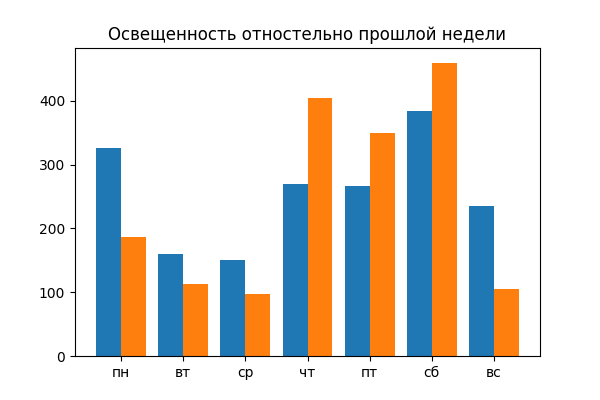 Освещенность отностельно прошлой недели
400
300
200
100
0
пн вт ср чт пт сб вс